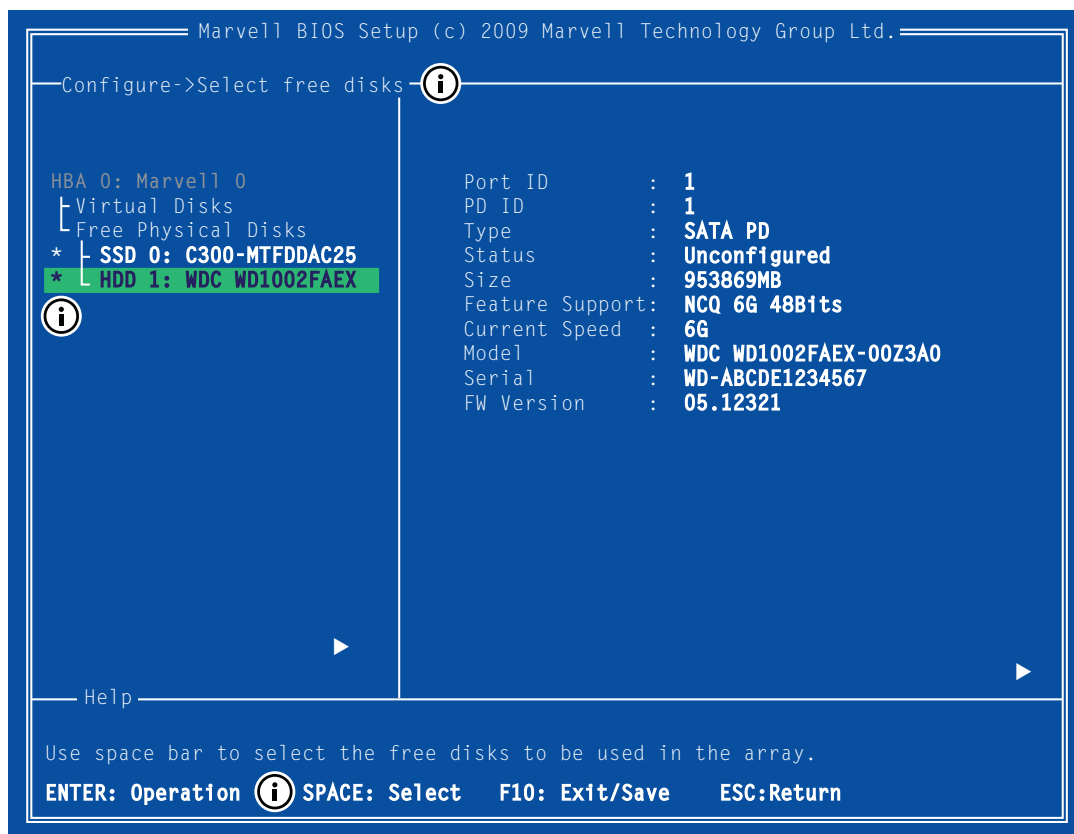 Marvell BIOS Setup (c) 2009 Marvell Technology Group Ltd.
Configure->Select free disks
HBA 0: Marvell 0
Virtual Disks
Free Physical Disks
* SSD 0: C300-MTFDDAC25
* HDD 1: WDC WD1002FAEX
Port ID : 1
PD ID : 1
Type : SATA PD
Status : Unconfigured
Size : 953869MB
Feature Support: NCQ 6G 48Bits
Current Speed : 6G
Model : WDC WD1002FAEX-00Z3A0
Serial : WD-ABCDE1234567
FW Version : 05.12321
Help
Use space bar to select the free disks to be used in the array.
ENTER: Operation SPACE: Select F10: Exit/Save ESC:Return